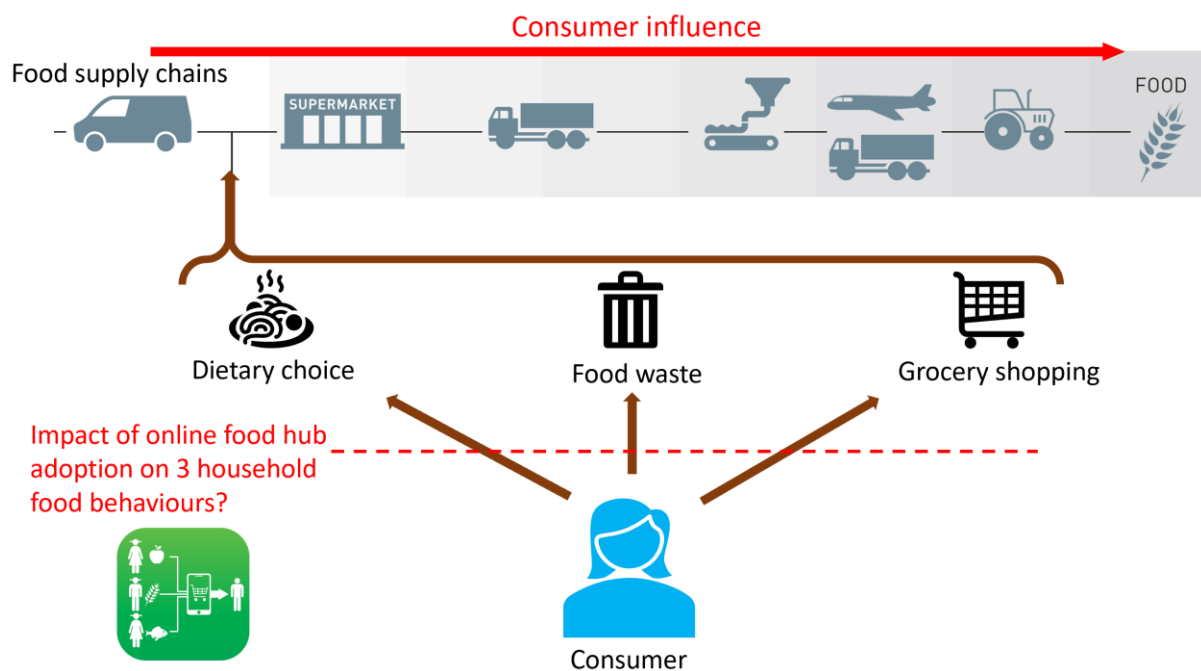 Consumer influence
Food supply chains
SUPERMARKET
FOOD
Dietary choice
Food waste
Grocery shopping
Impact of online food hub
adoption on 3 household
food behaviours?
Consumer